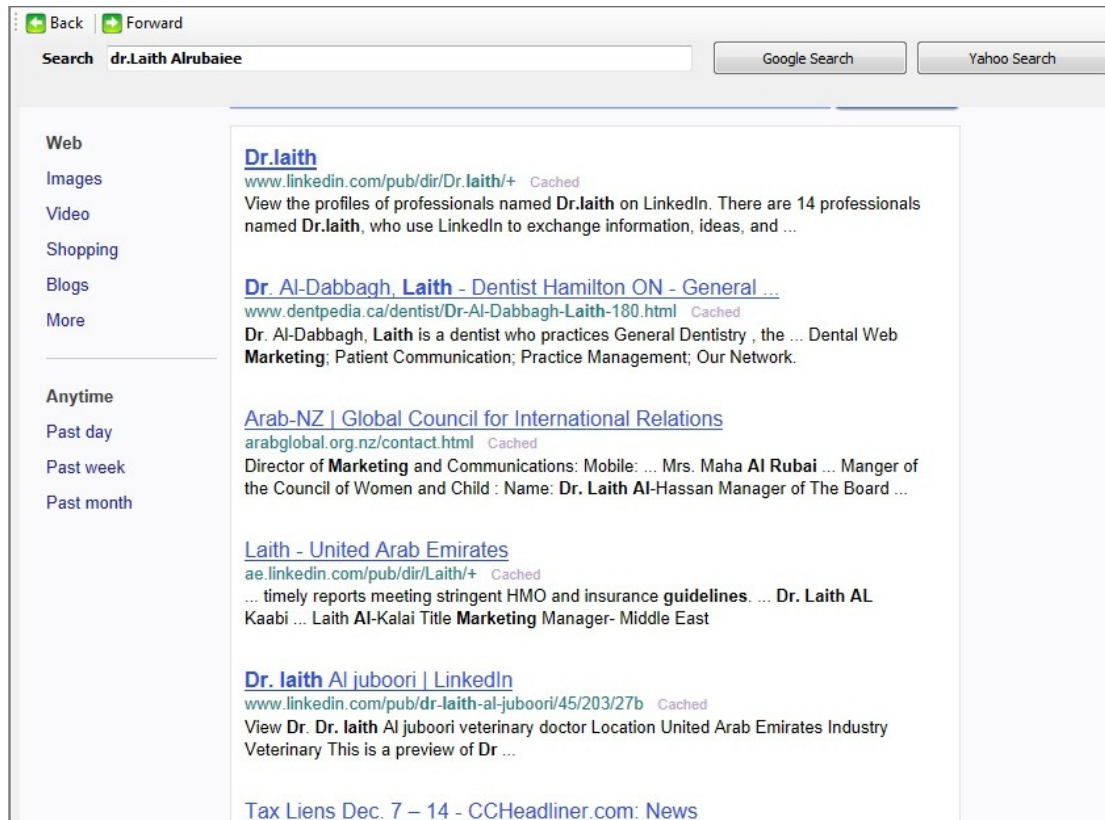 Back Forward
Search dr.Laith Alrubaiee Google Search Yahoo Search
Web
Images
Video
Shopping
Blogs
More
Anytime
Past day
Past week
Past month
Dr.laith
www.linkedin.com/pub/dir/Dr.laith/+ Cached
View the profiles of professionals named Dr.laith on LinkedIn. There are 14 professionals
named Dr.laith, who use LinkedIn to exchange information, ideas, and ...
Dr. Al-Dabbagh, Laith - Dentist Hamilton ON - General ...
www.dentpedia.ca/dentist/Dr-Al-Dabbagh-Laith-180.html Cached
Dr. Al-Dabbagh, Laith is a dentist who practices General Dentistry , the ... Dental Web
Marketing; Patient Communication; Practice Management; Our Network.
Arab-NZ | Global Council for International Relations
arabglobal.org.nz/contact.html Cached
Director of Marketing and Communications: Mobile: ... Mrs. Maha Al Rubai ... Manger of
the Council of Women and Child : Name: Dr. Laith Al-Hassan Manager of The Board ...
Laith - United Arab Emirates
ae.linkedin.com/pub/dir/Laith/+ Cached
... timely reports meeting stringent HMO and insurance guidelines. ... Dr. Laith AL
Kaabi ... Laith Al-Kalai Title Marketing Manager- Middle East
Dr. laith Al juboori | LinkedIn
www.linkedin.com/pub/dr-laith-al-juboori/45/203/27b Cached
View Dr. Dr. laith Al juboori veterinary doctor Location United Arab Emirates Industry
Veterinary This is a preview of Dr ...
Tax Liens Dec. 7 – 14 - CCHeadliner.com: News